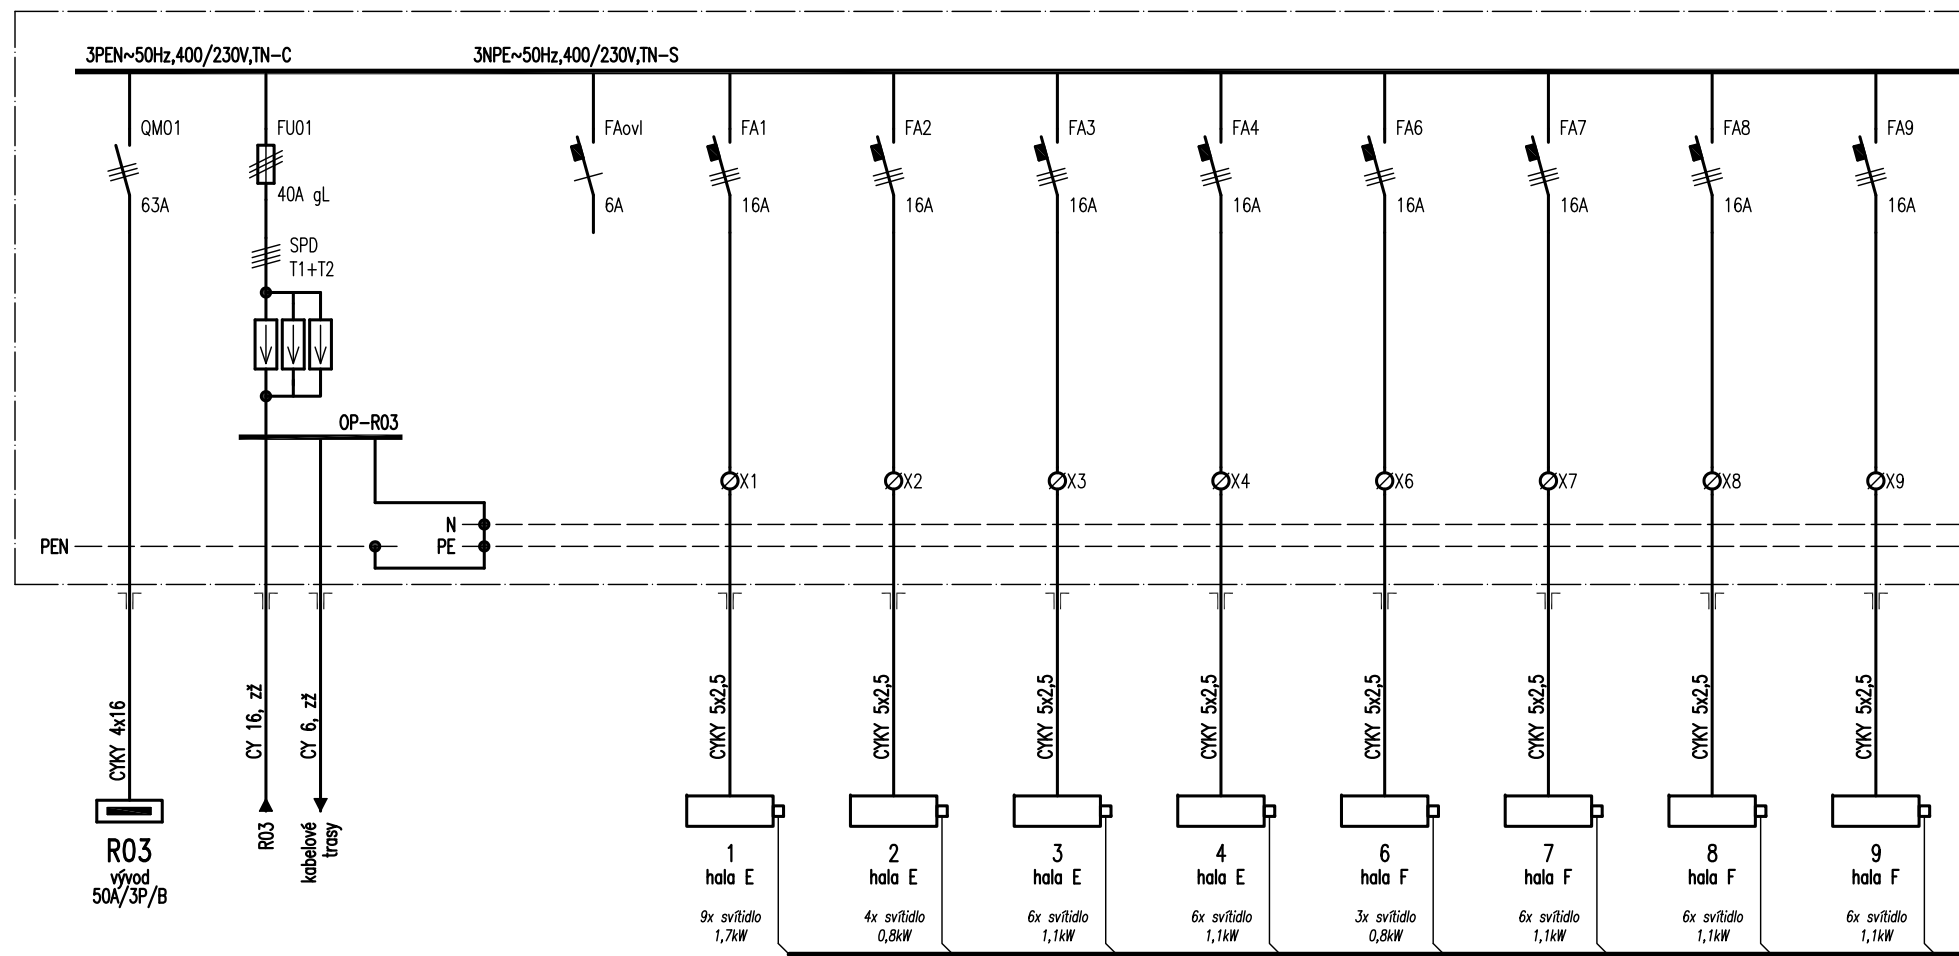 3PEN~50Hz,400/230V,TN-C
3NPE~50Hz,400/230V,TN-S
QM01
FU01
FAovl
FA1
FA2
FA3
FA4
FA6
FA7
FA8
FA9
63A
40A gL
6A
16A
16A
16A
16A
16A
16A
16A
16A
SPD
T1+T2
OP-R03
X1
X2
X3
X4
X6
X7
X8
X9
N
PEN
PE
CYKY 4x16
CY 16, zž
CY 6, zž
CYKY 5x2,5
CYKY 5x2,5
CYKY 5x2,5
CYKY 5x2,5
CYKY 5x2,5
CYKY 5x2,5
CYKY 5x2,5
CYKY 5x2,5
R03
vývod
50A/3P/B
R03
kabelové
trasy
1
hala E
9x svítidlo
1,7kW
2
hala E
4x svítidlo
0,8kW
3
hala E
6x svítidlo
1,1kW
4
hala E
6x svítidlo
1,1kW
6
hala F
3x svítidlo
0,8kW
7
hala F
6x svítidlo
1,1kW
8
hala F
6x svítidlo
1,1kW
9
hala F
6x svítidlo
1,1kW